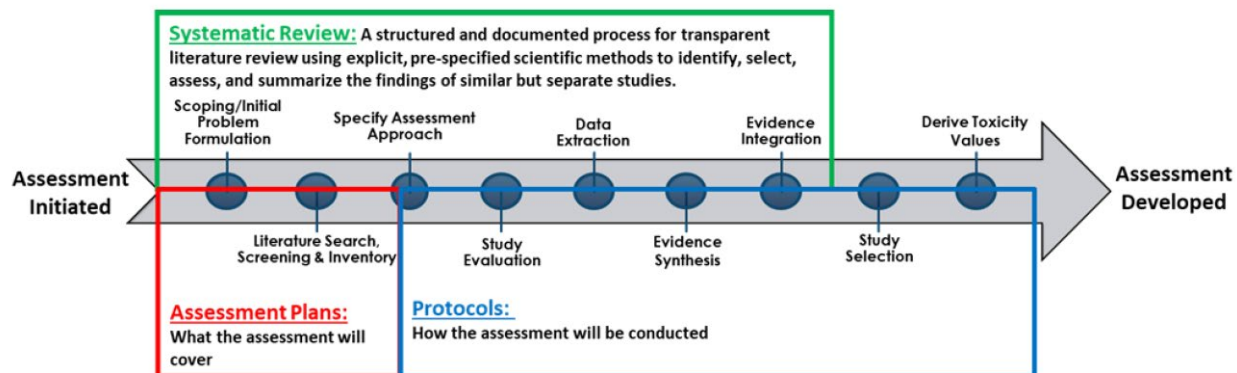 Systematic Review: A structured and documented process for transparent
literature review using explicit, pre-specified scientific methods to identify, select,
assess, and summarize the findings of similar but separate studies.
Scoping/Initial
Problem
Formulation
Specify Assessment
Approach
Data
Extraction
Evidence
Integration
Derive Toxicity
Values
Assessment
Initiated
Assessment
Developed
Literature Search,
Screening & Inventory
Study
Evaluation
Evidence
Synthesis
Study
Selection
Assessment Plans:
What the assessment will
cover
Protocols:
How the assessment will be conducted